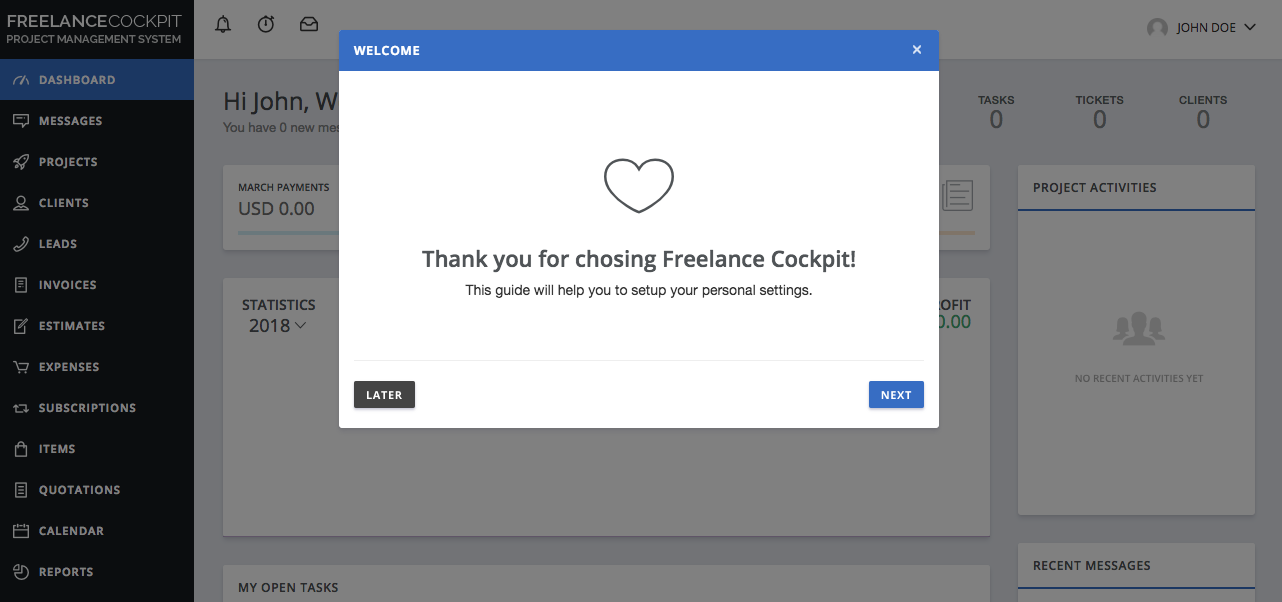 FREELANCECOCKPIT
PROJECT MANAGEMENT SYSTEM
DASHBOARD
MESSAGES
PROJECTS
CLIENTS
LEADS
INVOICES
ESTIMATES
EXPENSES
SUBSCRIPTIONS
ITEMS
QUOTATIONS
CALENDAR
REPORTS
JOHN DOE
Hi John, W
You have 0 new mes
TASKS
0
TICKETS
0
CLIENTS
0
MARCH PAYMENTS
USD 0.00
STATISTICS
2018
OFIT
0.00
MY OPEN TASKS
WELCOME
×
Thank you for chosing Freelance Cockpit!
This guide will help you to setup your personal settings.
LATER
NEXT
PROJECT ACTIVITIES
NO RECENT ACTIVITIES YET
RECENT MESSAGES